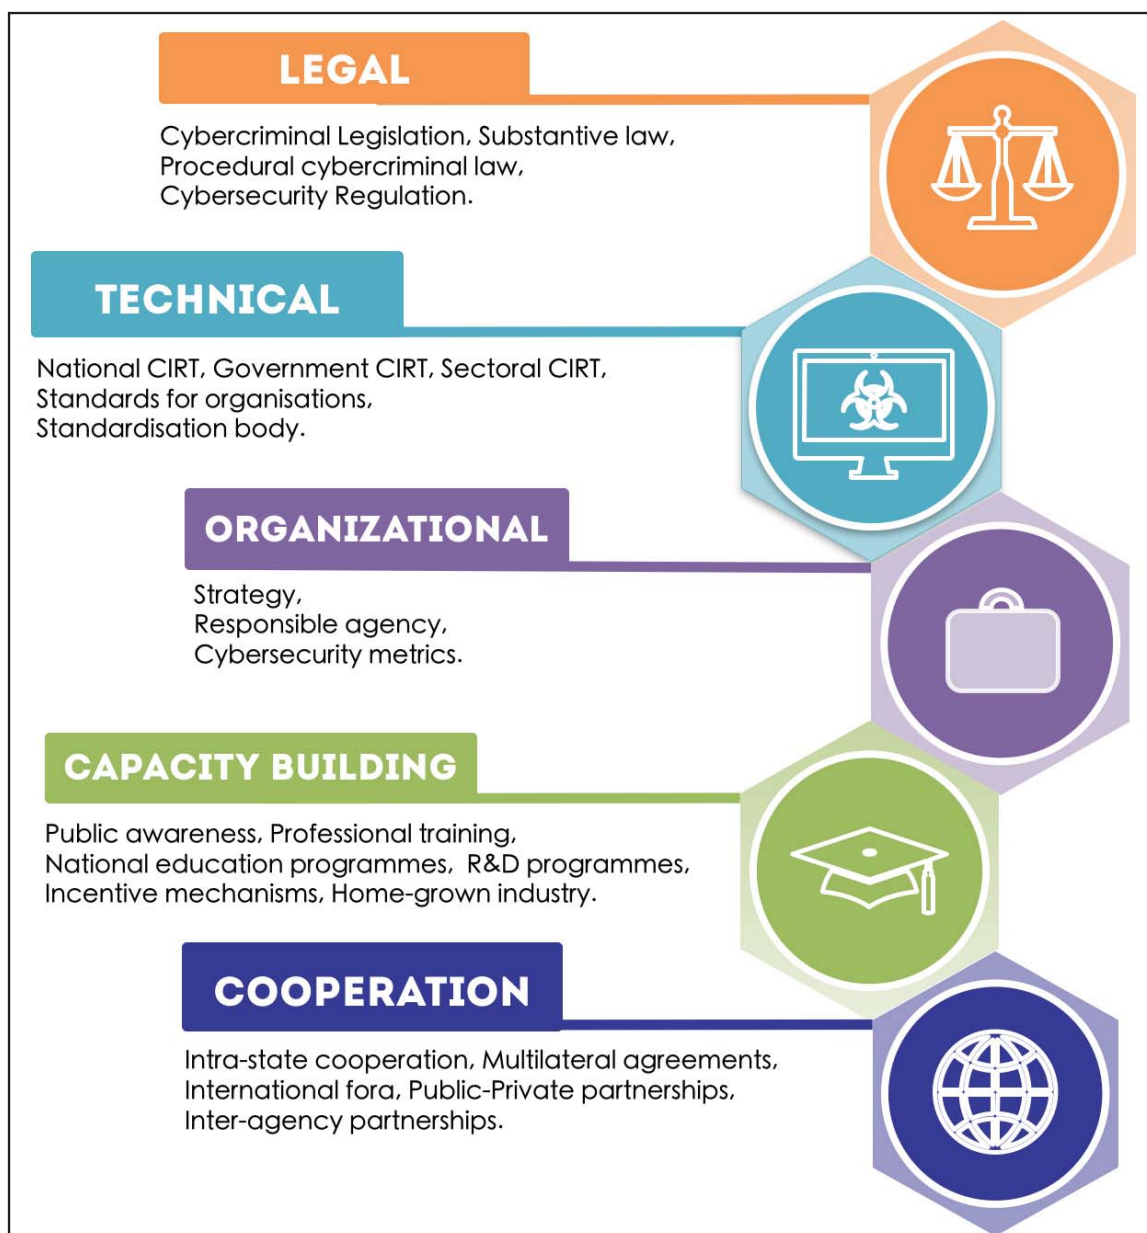 LEGAL
Cybercriminal Legislation, Substantive law,
Procedural cybercriminal law,
Cybersecurity Regulation.
TECHNICAL
National CIRT, Government CIRT, Sectoral CIRT,
Standards for organisations,
Standardisation body.
ORGANIZATIONAL
Strategy,
Responsible agency,
Cybersecurity metrics.
CAPACITY BUILDING
Public awareness, Professional training,
National education programmes, R&D programmes,
Incentive mechanisms, Home-grown industry.
COOPERATION
Intra-state cooperation, Multilateral agreements,
International fora, Public-Private partnerships,
Inter-agency partnerships.